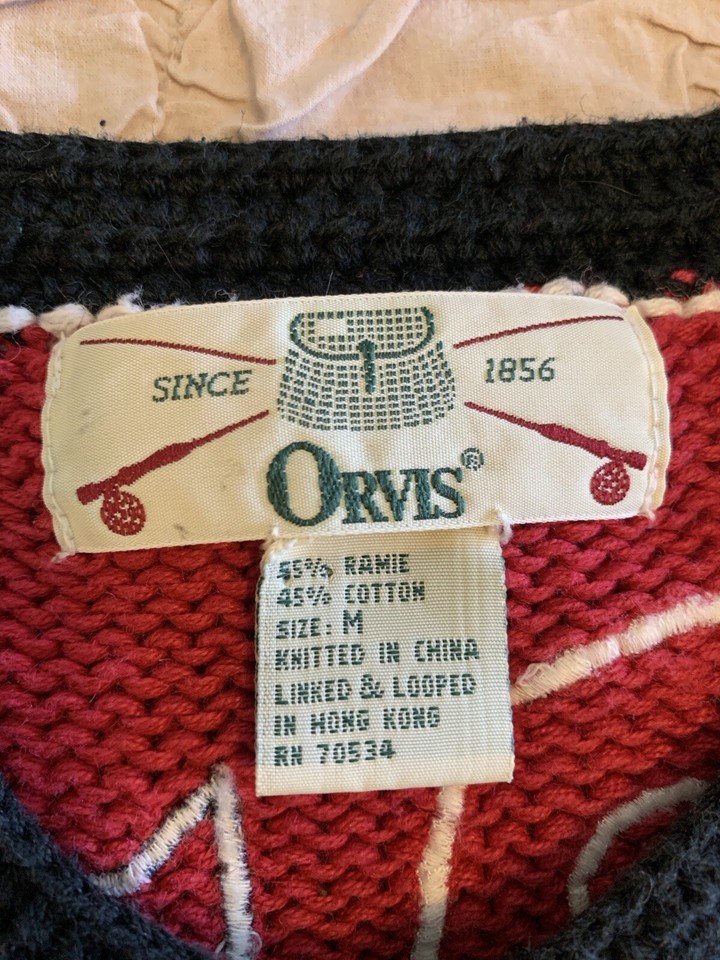 SINCE
1856
ORVIS®
55% RAMIE
45% COTTON
SIZE: M
KNITTED IN CHINA
LINKED & LOOPED
IN HONG KONG
RN 70534